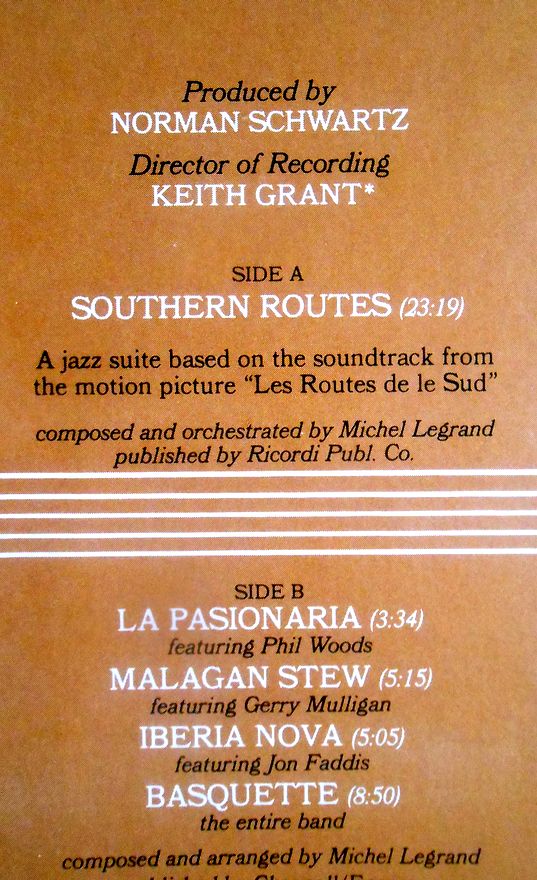 Produced by
NORMAN SCHWARTZ
Director of Recording
KEITH GRANT*
SIDE A
SOUTHERN ROUTES (23:19)
A jazz suite based on the soundtrack from
the motion picture “Les Routes de le Sud”
composed and orchestrated by Michel Legrand
published by Ricordi Publ. Co.
SIDE B
LA PASIONARIA (3:34)
featuring Phil Woods
MALAGAN STEW (5:15)
featuring Gerry Mulligan
IBERIA NOVA (5:05)
featuring Jon Faddis
BASQUETTE (8:50)
the entire band
composed and arranged by Michel Legrand